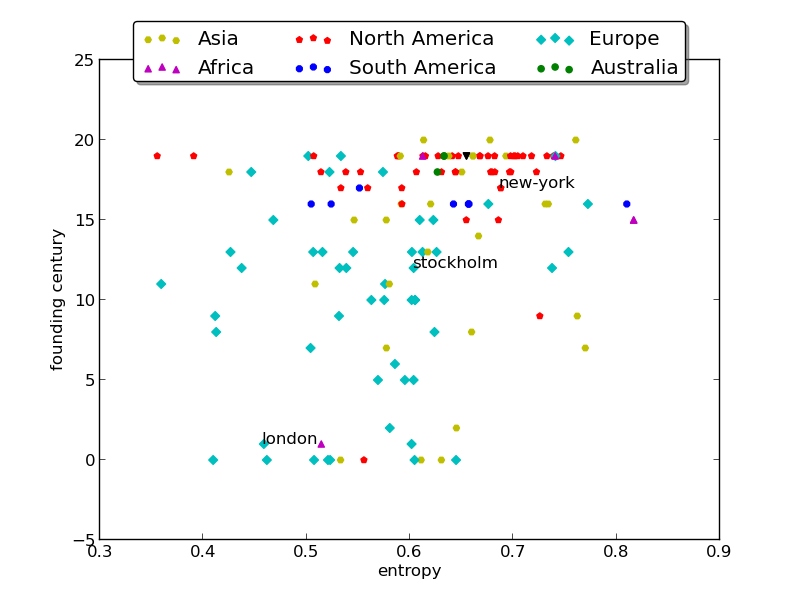 Asia North America Europe
Africa South America Australia
25
20
new-york
15
stockholm
10
founding century
5
london
0
−5
0.3 0.4 0.5 0.6 0.7 0.8 0.9
entropy